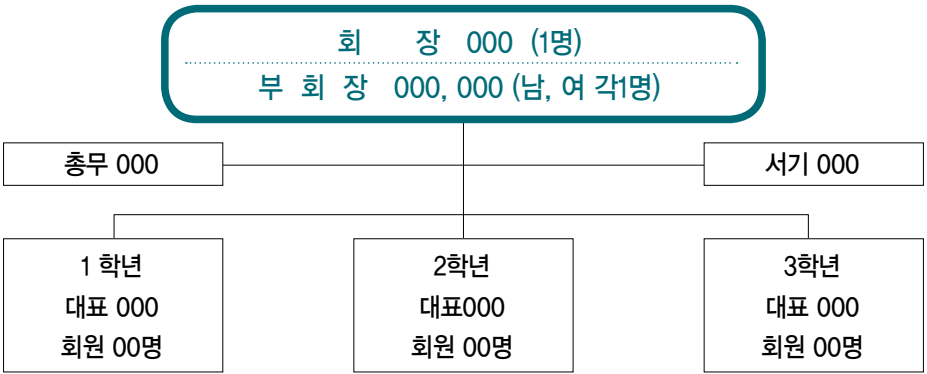 회 장 000 (1명)
부 회 장 000, 000 (남, 여 각1명)
총무 000
서기 000
1 학년
대표 000
회원 00명
2학년
대표000
회원 00명
3학년
대표 000
회원 00명